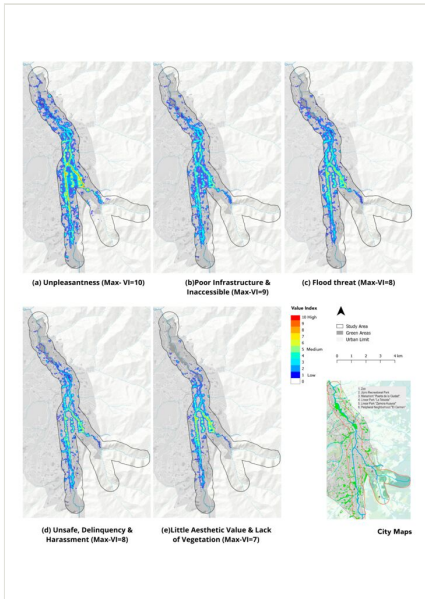 (a) Unpleasantness (Max- VI=10)
(b)Poor Infrastructure &
Inaccessible (Max-VI=9)
(c) Flood threat (Max-VI=8)
(d) Unsafe, Delinquency &
Harassment (Max-VI=8)
(e)Little Aesthetic Value & Lack
of Vegetation (Max-VI=7)
Value Index
10 High
9
8
7
6
5 Medium
4
3
2
1 Low
0
Study Area
Green Areas
Urban Limit
0 1 2 4 km
City Maps